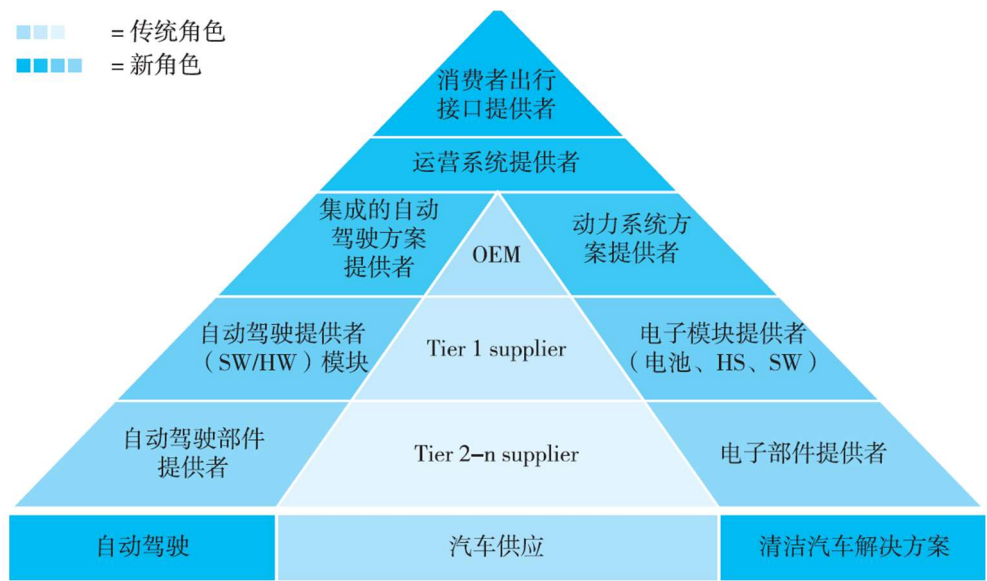 = 传统角色
= 新角色
消费者出行
接口提供者
运营系统提供者
集成的自动
驾驶方案
提供者
OEM
动力系统方
案提供者
自动驾驶提供者
（SW/HW）模块
Tier 1 supplier
电子模块提供者
（电池、HS、SW）
自动驾驶部件
提供者
Tier 2–n supplier
电子部件提供者
自动驾驶
汽车供应
清洁汽车解决方案